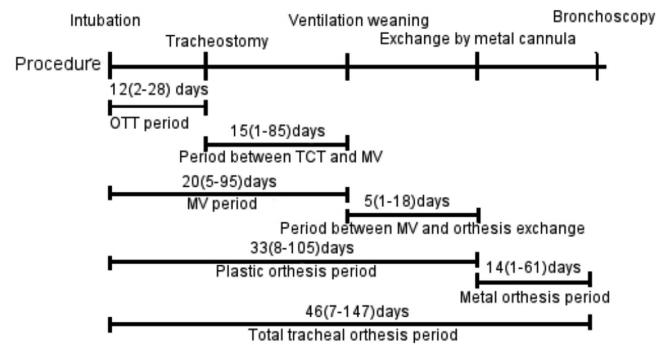 Bronchoscopy
Intubation
Ventilation weaning
Tracheostomy
Exchange by metal cannula
Procedure
12(2-28) days
OTT period
15(1-85)days
Period between TCT and MV
20(5-95)days
MV period
5(1-18)days
Period between MV and orthesis exchange
33(8-105)days
Plastic orthesis period
14(1-61)days
Metal orthesis period
46(7-147)days
Total tracheal orthesis period